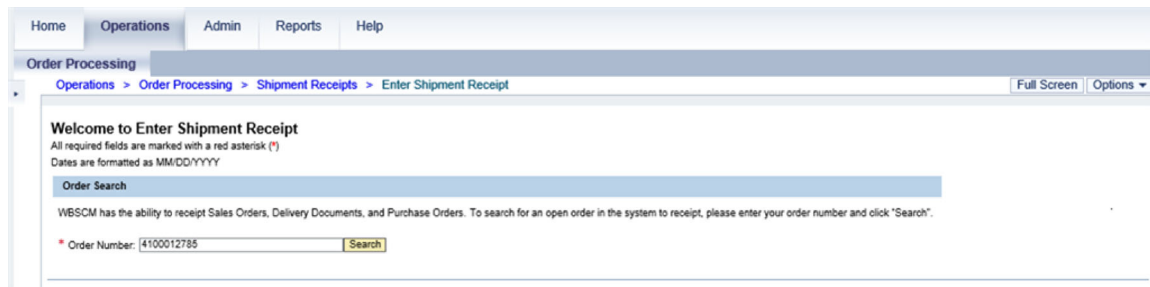 Home Operations Admin Reports Help
Order Processing
Operations > Order Processing > Shipment Receipts > Enter Shipment Receipt Full Screen Options
Welcome to Enter Shipment Receipt
All required fields are marked with a red asterisk (*)
Dates are formatted as MM/DD/YYYY
Order Search
WBSCM has the ability to receipt Sales Orders, Delivery Documents, and Purchase Orders. To search for an open order in the system to receipt, please enter your order number and click "Search".
* Order Number: 4100012785 Search